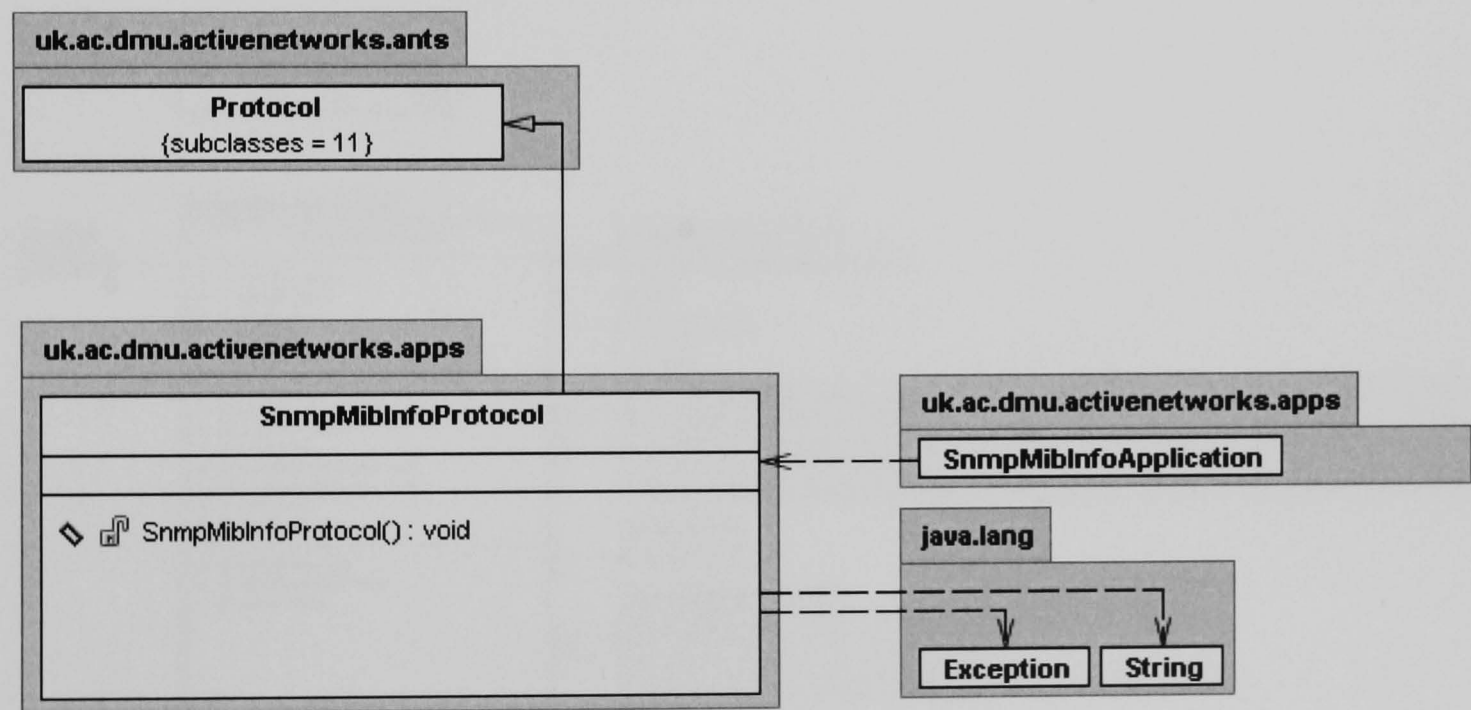 uk.ac.dmu.activenetworks.ants
Protocol
{subclasses = 11}
uk.ac.dmu.activenetworks.apps
SnmpMibInfoProtocol
SnmpMibInfoProtocol() : void
uk.ac.dmu.activenetworks.apps
SnmpMibInfoApplication
java.lang
Exception
String